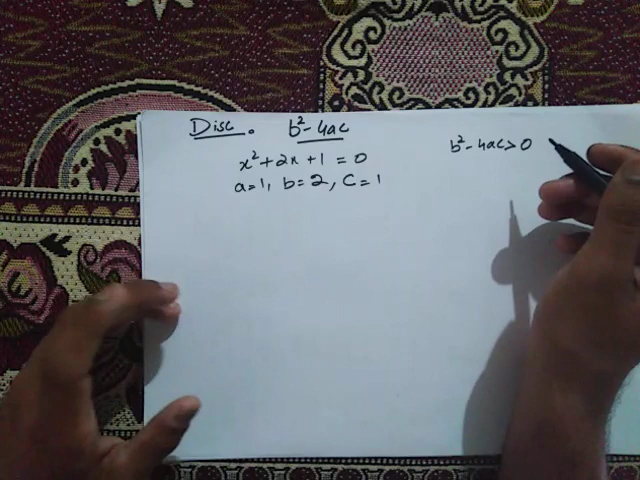 Disc. b² - 4ac
x² + 2x + 1 = 0
a=1, b=2, c=1
b² - 4ac > 0